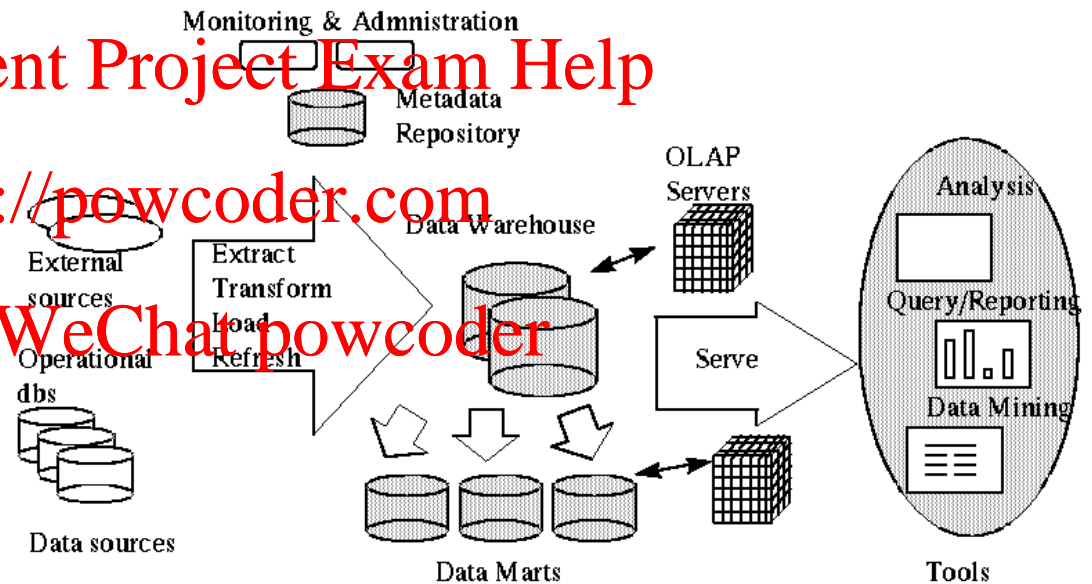 Monitoring & Admnistration
ent Project Exam Help
Metadata
Repository
OLAP
Servers
Analysis
://powcoder.com
Data Warehouse
External
sources
Extract
Transform
Load
Refresh
Query/Reporting
WeChat powcoder
Operational
dbs
Serve
Data Mining
Data sources
Data Marts
Tools